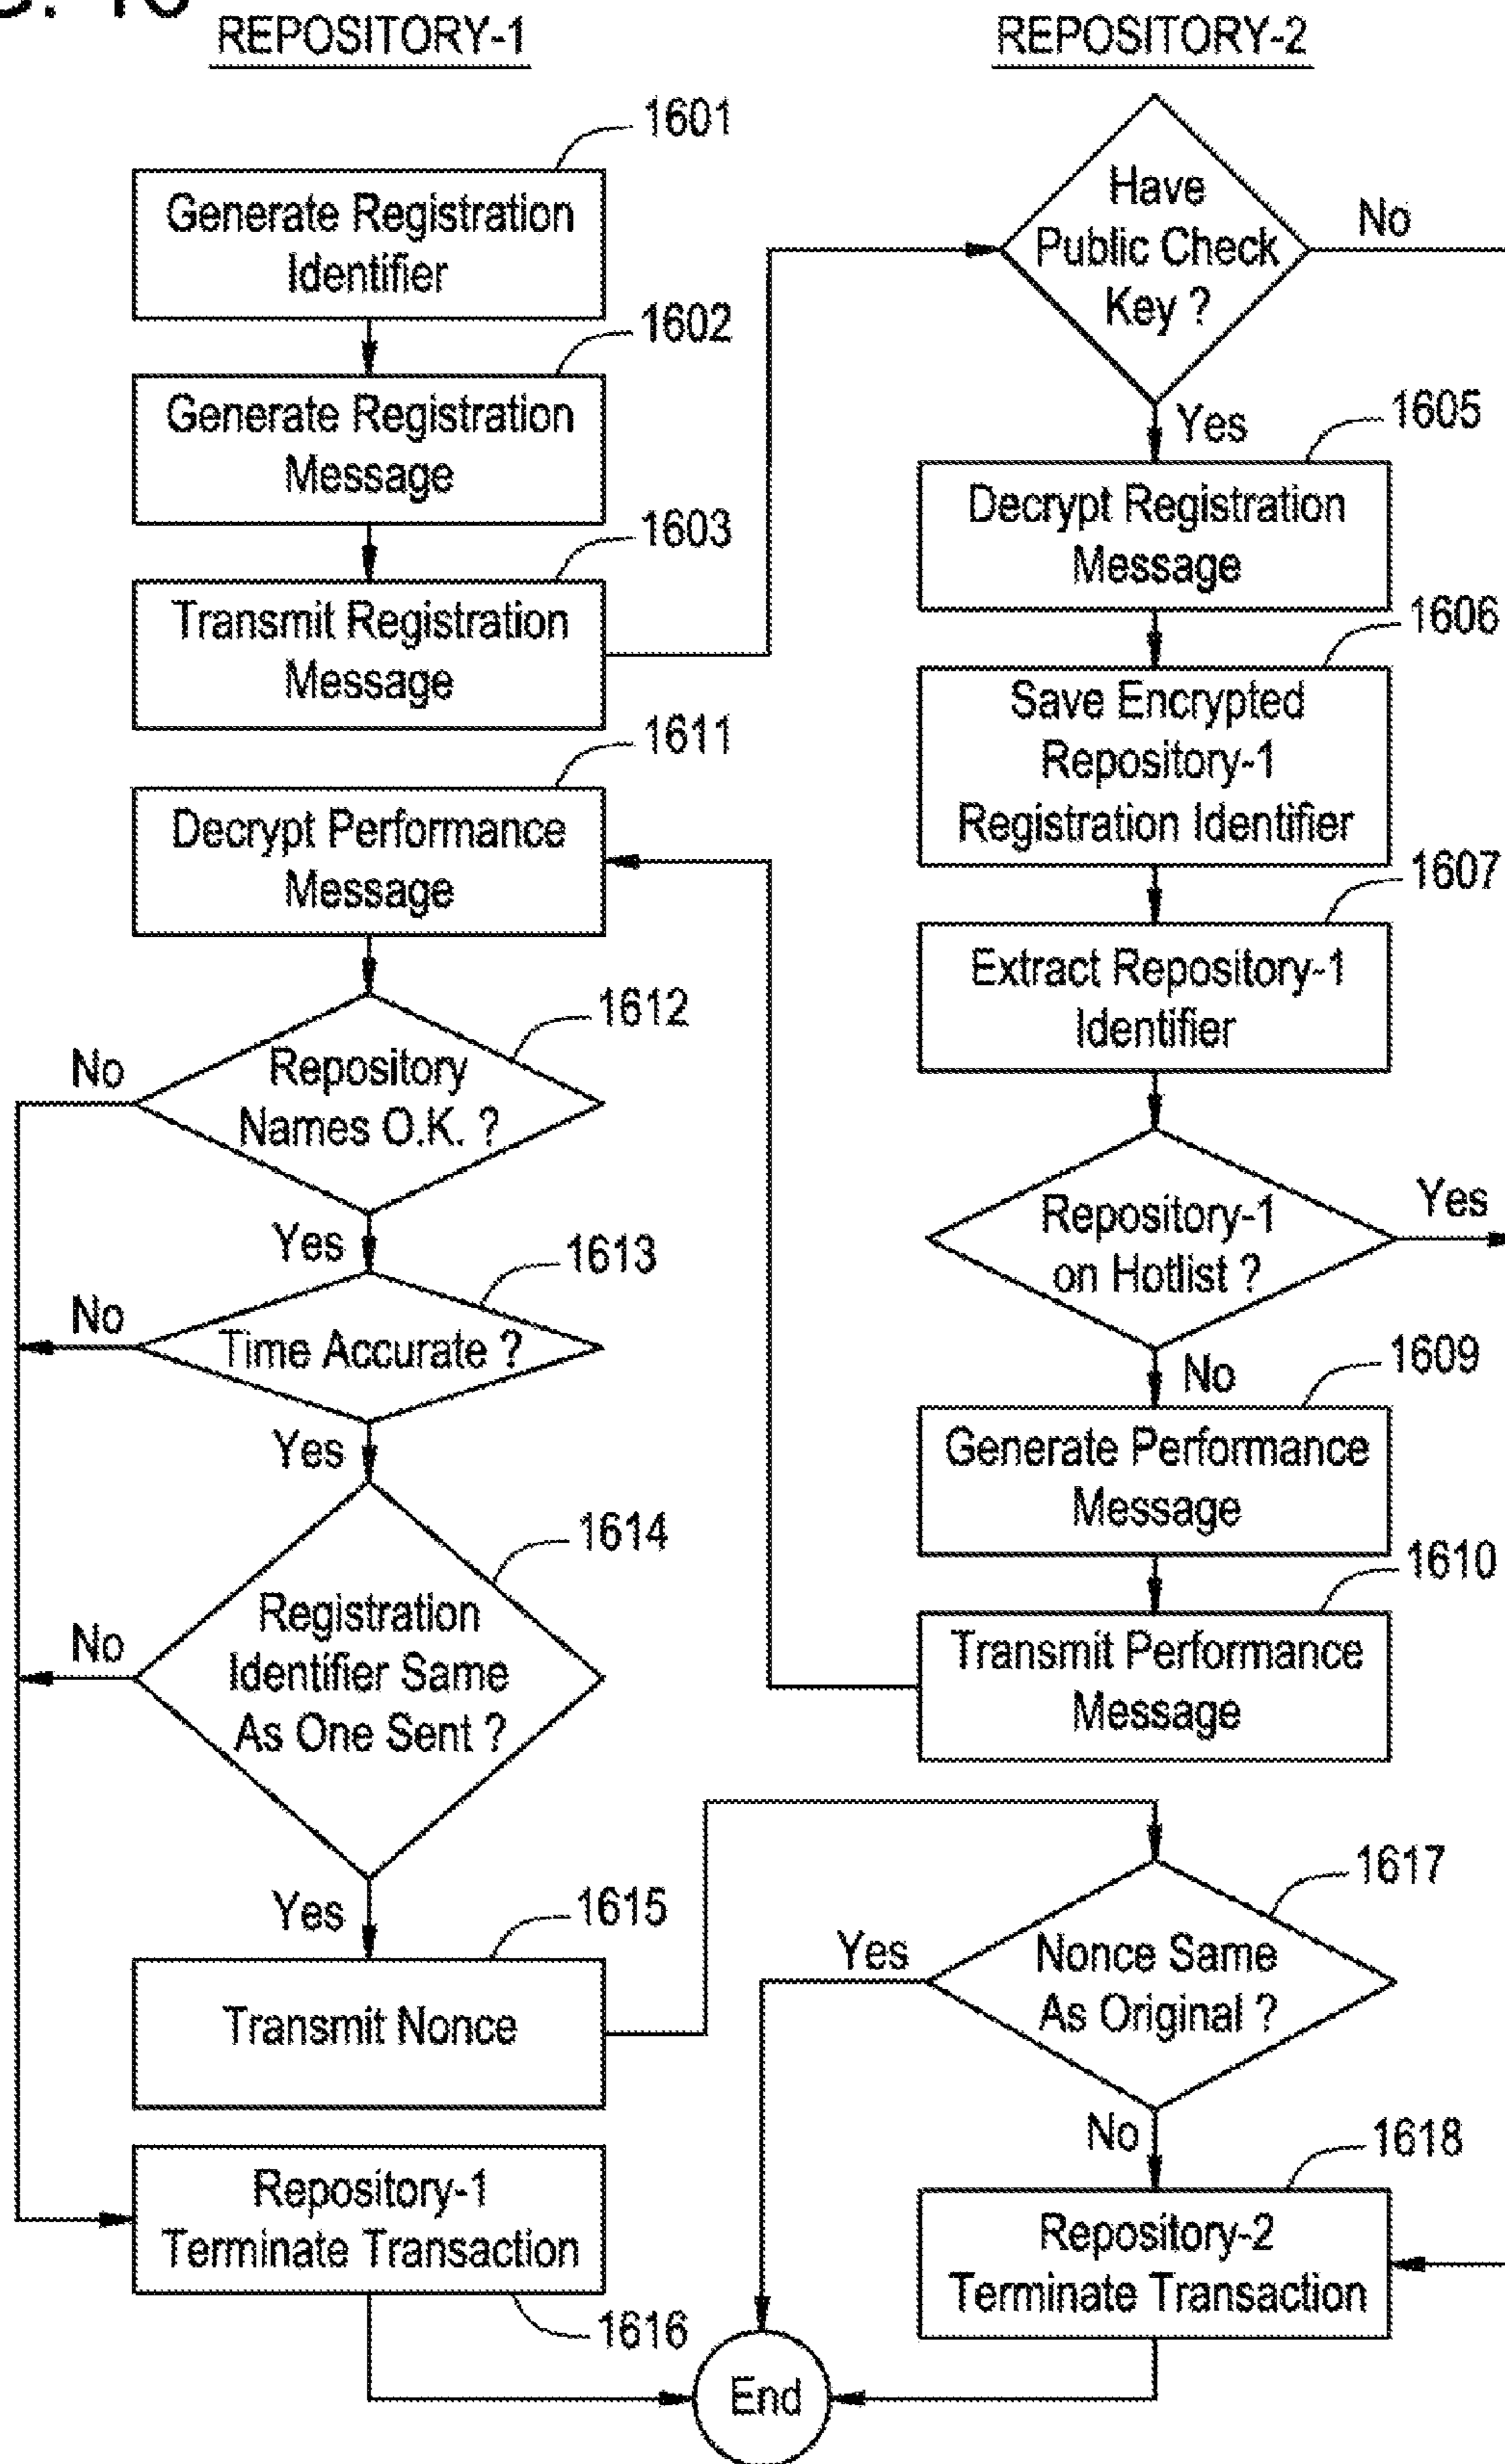 REPOSITORY-1
1601
Generate Registration
Identifier
1602
Generate Registration
Message
1603
Transmit Registration
Message
1611
Decrypt Performance
Message
1612
No
Repository
Names O.K. ?
Yes
1613
No
Time Accurate ?
Yes
1614
No
Registration
Identifier Same
As One Sent ?
Yes
1615
Transmit Nonce
Repository-1
Terminate Transaction
1616
REPOSITORY-2
Have
Public Check
Key ?
No
Yes
1605
Decrypt Registration
Message
1606
Save Encrypted
Repository-1
Registration Identifier
1607
Extract Repository-1
Identifier
Repository-1
on Hotlist ?
Yes
No
1609
Generate Performance
Message
1610
Transmit Performance
Message
1617
Yes
Nonce Same
As Original ?
No
1618
Repository-2
Terminate Transaction
End